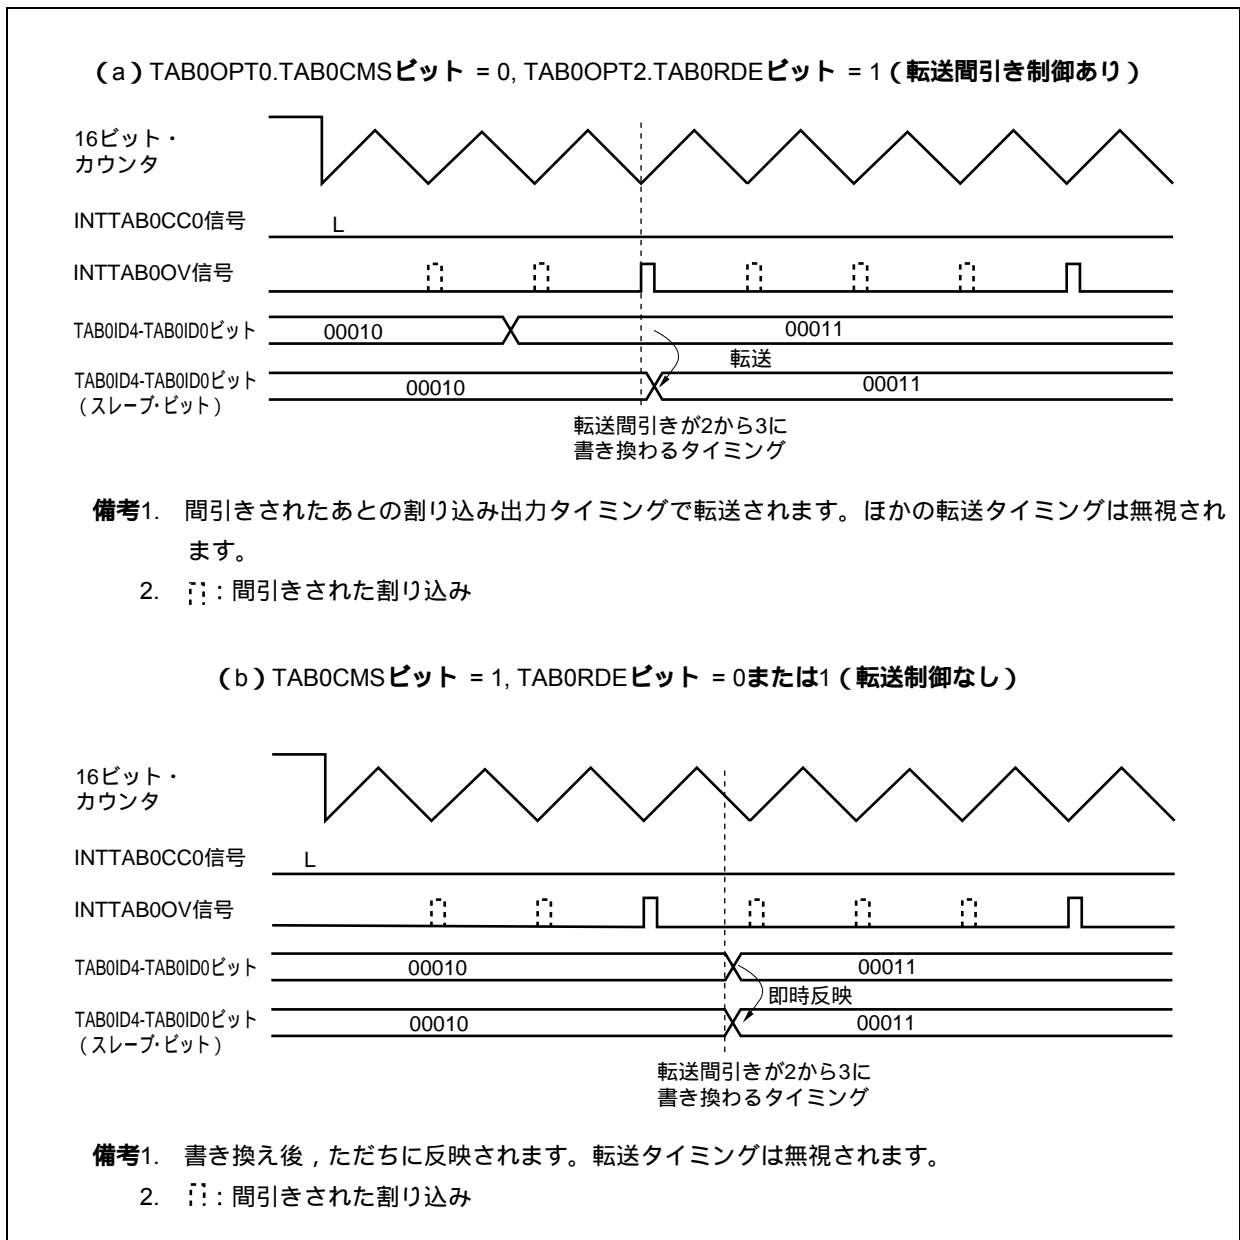 （a）TAB0OPT0.TAB0CMSビット = 0, TAB0OPT2.TAB0RDEビット = 1（転送間引き制御あり）
16ビット・
カウンタ
INTTAB0CC0信号
L
INTTAB0OV信号
TAB0ID4-TAB0ID0ビット
00010
00011
転送
TAB0ID4-TAB0ID0ビット
（スレーブ・ビット）
00010
00011
転送間引きが2から3に
書き換わるタイミング
備考1. 間引きされたあとの割り込み出力タイミングで転送されます。ほかの転送タイミングは無視され
ます。
2. ：間引きされた割り込み
（b）TAB0CMSビット = 1, TAB0RDEビット = 0または1（転送制御なし）
16ビット・
カウンタ
INTTAB0CC0信号
L
INTTAB0OV信号
TAB0ID4-TAB0ID0ビット
00010
00011
即時反映
TAB0ID4-TAB0ID0ビット
（スレーブ・ビット）
00010
00011
転送間引きが2から3に
書き換わるタイミング
備考1. 書き換え後，ただちに反映されます。転送タイミングは無視されます。
2. ：間引きされた割り込み